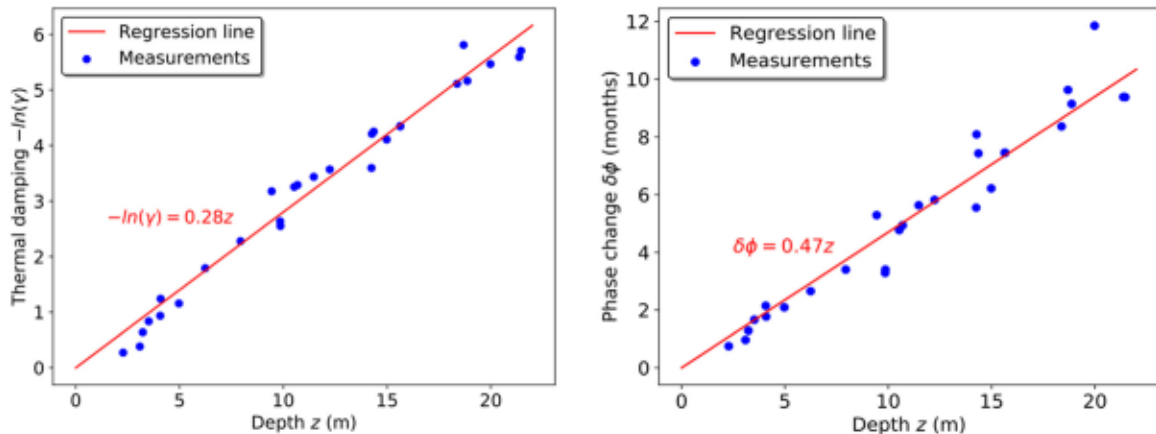 Regression line
Measurements
−ln(γ) = 0.28z
Thermal damping −ln(γ)
0
1
2
3
4
5
6
0 5 10 15 20
Depth z (m)
Regression line
Measurements
δϕ = 0.47z
Phase change δϕ (months)
0
2
4
6
8
10
12
0 5 10 15 20
Depth z (m)